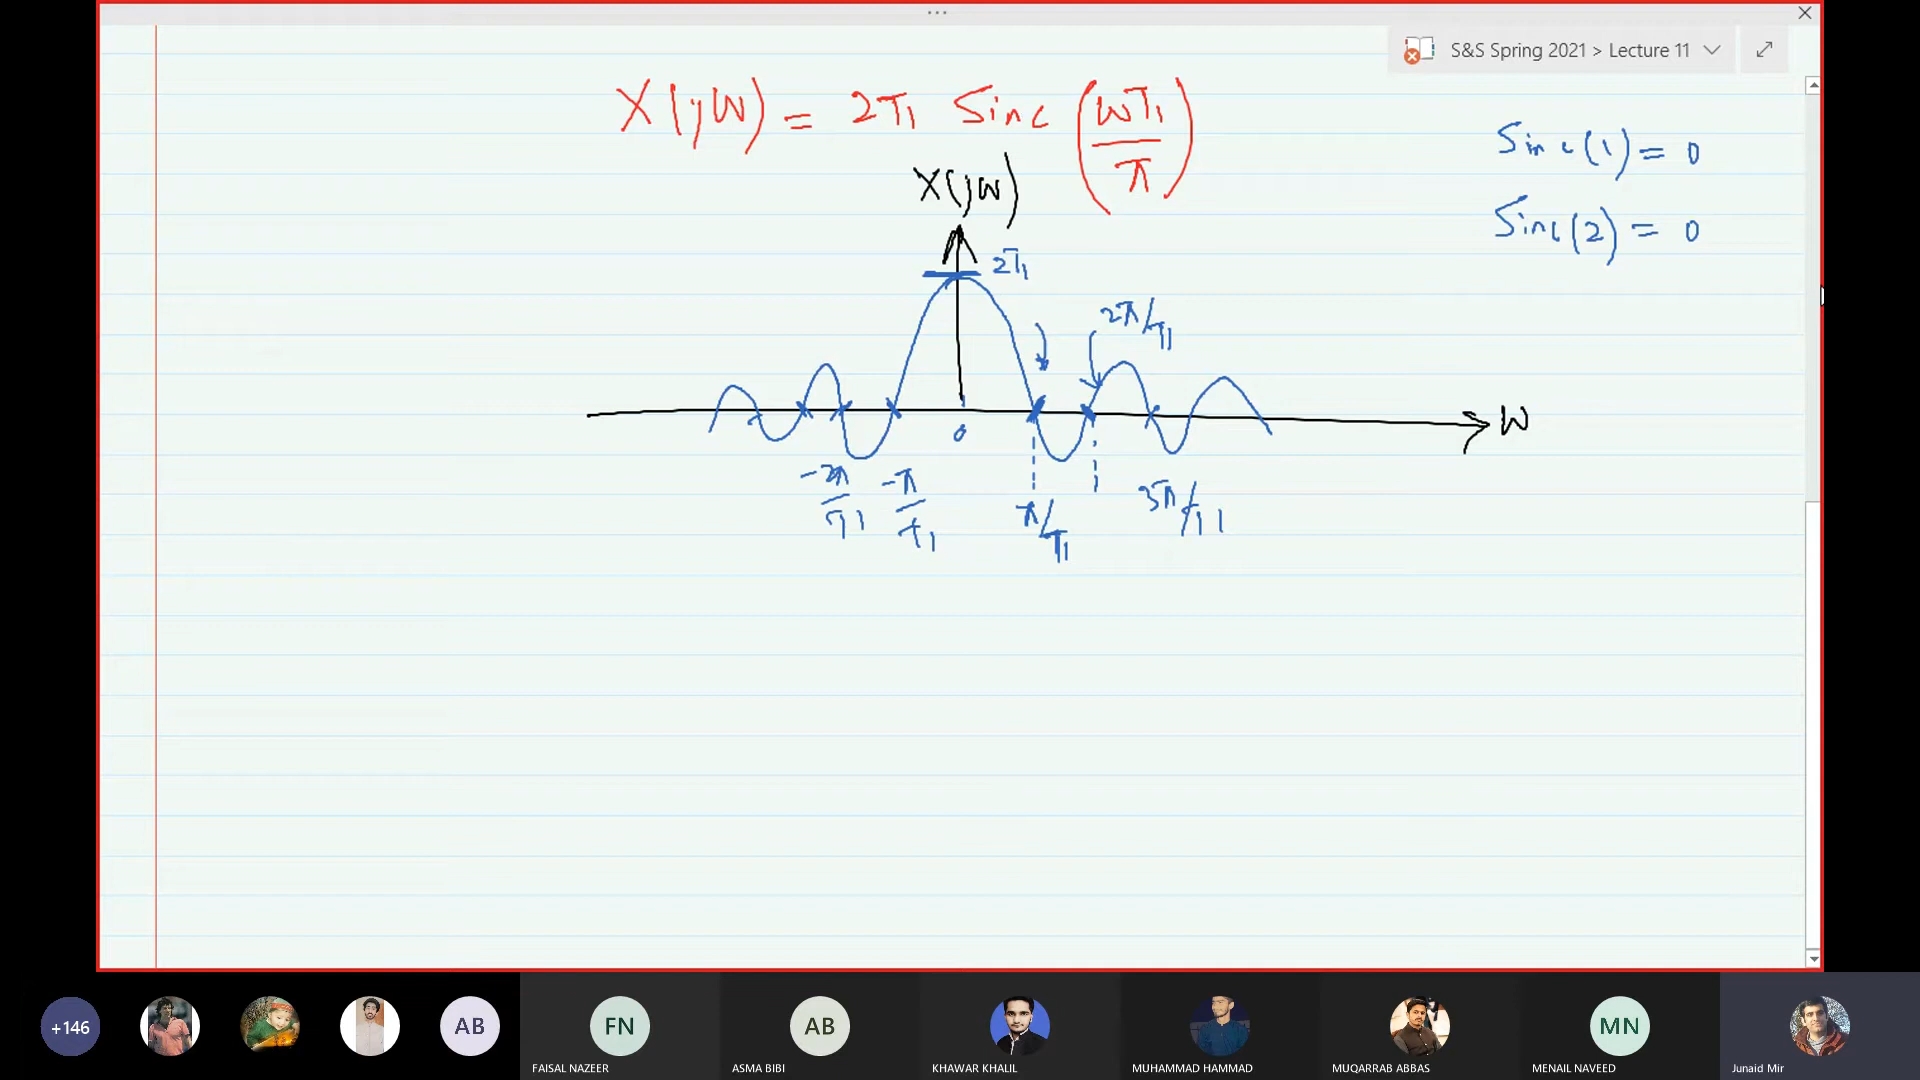 S&S Spring 2021 > Lecture 11
X(jW) = 2T1 Sinc (WT1/π)
Sinc(1) = 0
X(jW)
Sinc(2) = 0
2T1
2π/T1
W
0
-2π/T1 -π/T1 π/T1 3π/T1
+146 AB FN AB MN
FAISAL NAZEER ASMA BIBI KHAWAR KHALIL MUHAMMAD HAMMAD MUQARRAB ABBAS MENAIL NAVEED Junaid Mir